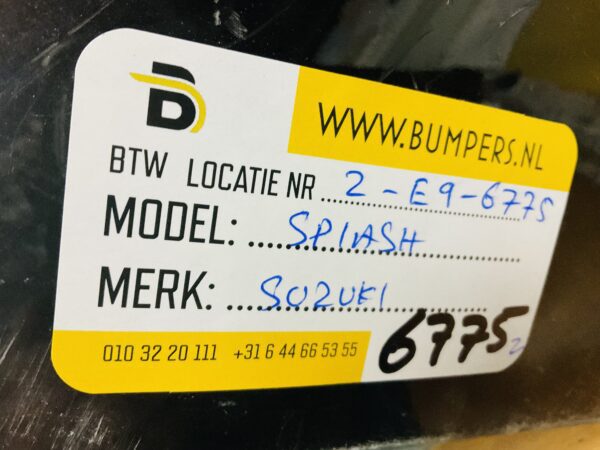 B
WWW.BUMPERS.NL
BTW LOCATIE NR 2-E9-6775
MODEL: SPLASH
MERK: SUZUKI
010 32 20 111 +31 6 44 66 53 55
6775 2